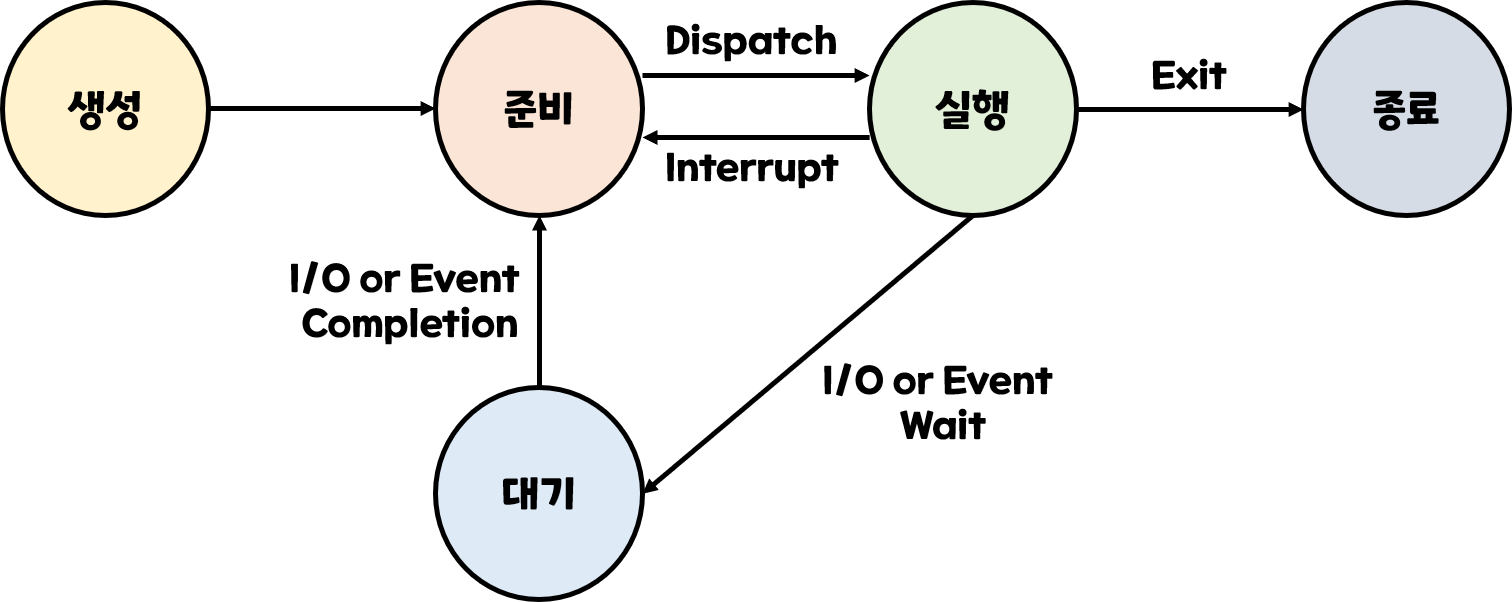 생성
준비
Dispatch
Interrupt
실행
Exit
종료
I/O or Event
Completion
I/O or Event
Wait
대기